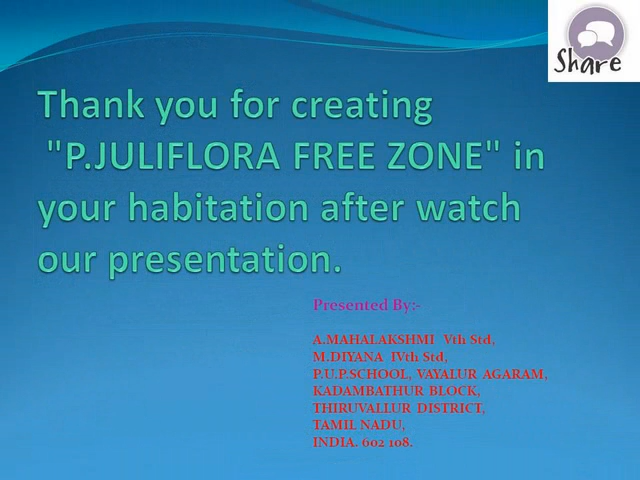 Share
Thank you for creating
"P.JULIFLORA FREE ZONE" in
your habitation after watch
our presentation.
Presented By:-
A.MAHALAKSHMI Vth Std,
M.DIYANA IVth Std,
P.U.P.SCHOOL, VAYALUR AGARAM,
KADAMBATHUR BLOCK,
THIRUVALLUR DISTRICT,
TAMIL NADU,
INDIA. 602 108.